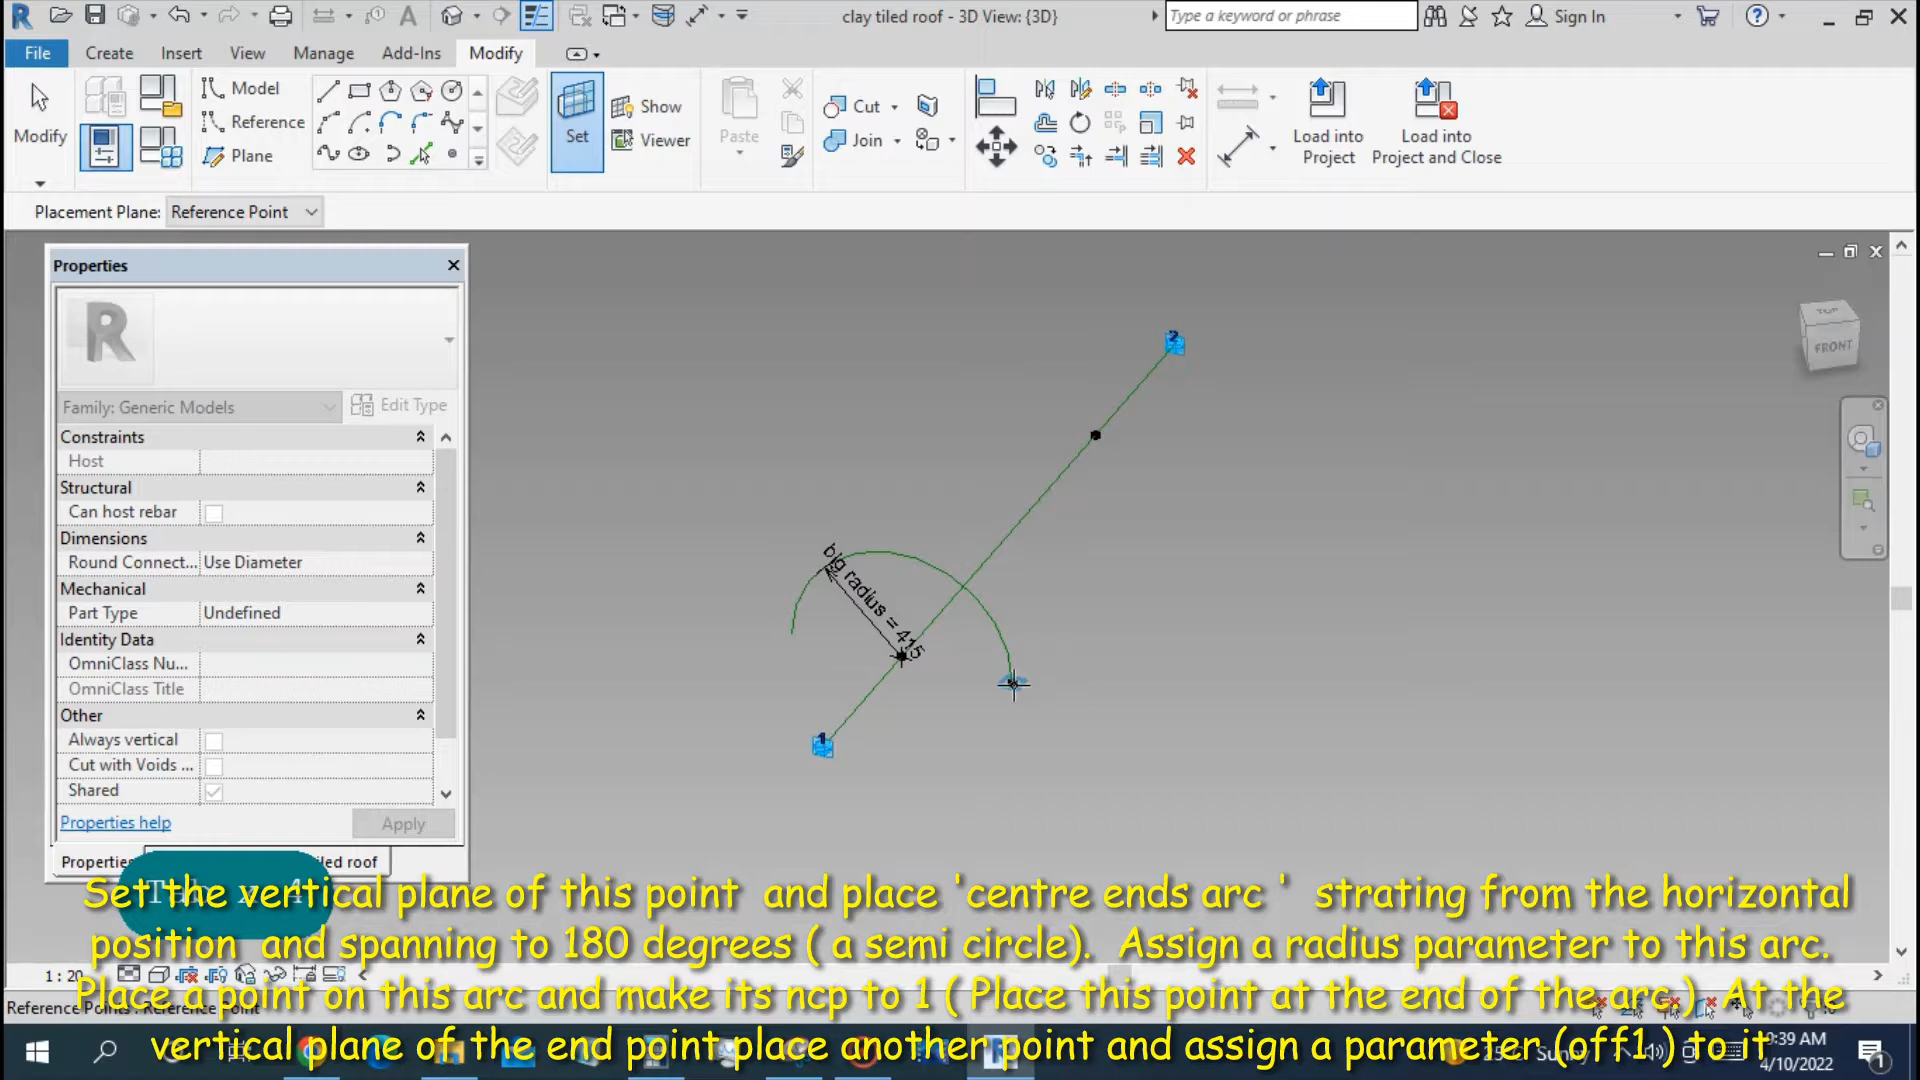 clay tiled roof - 3D View: {3D}
Type a keyword or phrase
Sign In
File
Create
Insert
View
Manage
Add-Ins
Modify
Modify
Model
Reference
Plane
Set
Show
Viewer
Paste
Cut
Join
Load into
Project
Load into
Project and Close
Placement Plane:
Reference Point
Properties
R
Family: Generic Models
Edit Type
Constraints
Host
Structural
Can host rebar
Dimensions
Round Connect... Use Diameter
Mechanical
Part Type Undefined
Identity Data
OmniClass Nu...
OmniClass Title
Other
Always vertical
Cut with Voids ...
Shared
Properties help
Apply
2
big radius = 415
1
TOP
FRONT
Set the vertical plane of this point and place 'centre ends arc ' strating from the horizontal
position and spanning to 180 degrees ( a semi circle). Assign a radius parameter to this arc.
Place a point on this arc and make its ncp to 1 ( Place this point at the end of the arc.) At the
vertical plane of the end point place another point and assign a parameter (off1 ) to it
1 : 20
Reference Points : Reference Point
Sunny
9:39 AM
4/10/2022